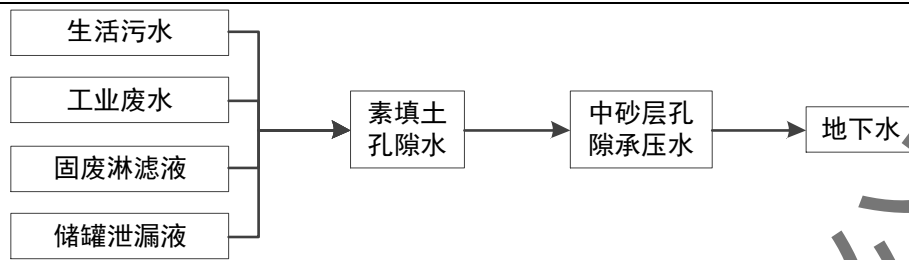 生活污水
工业废水
固废淋滤液
储罐泄漏液
素填土
孔隙水
中砂层孔
隙承压水
地下水